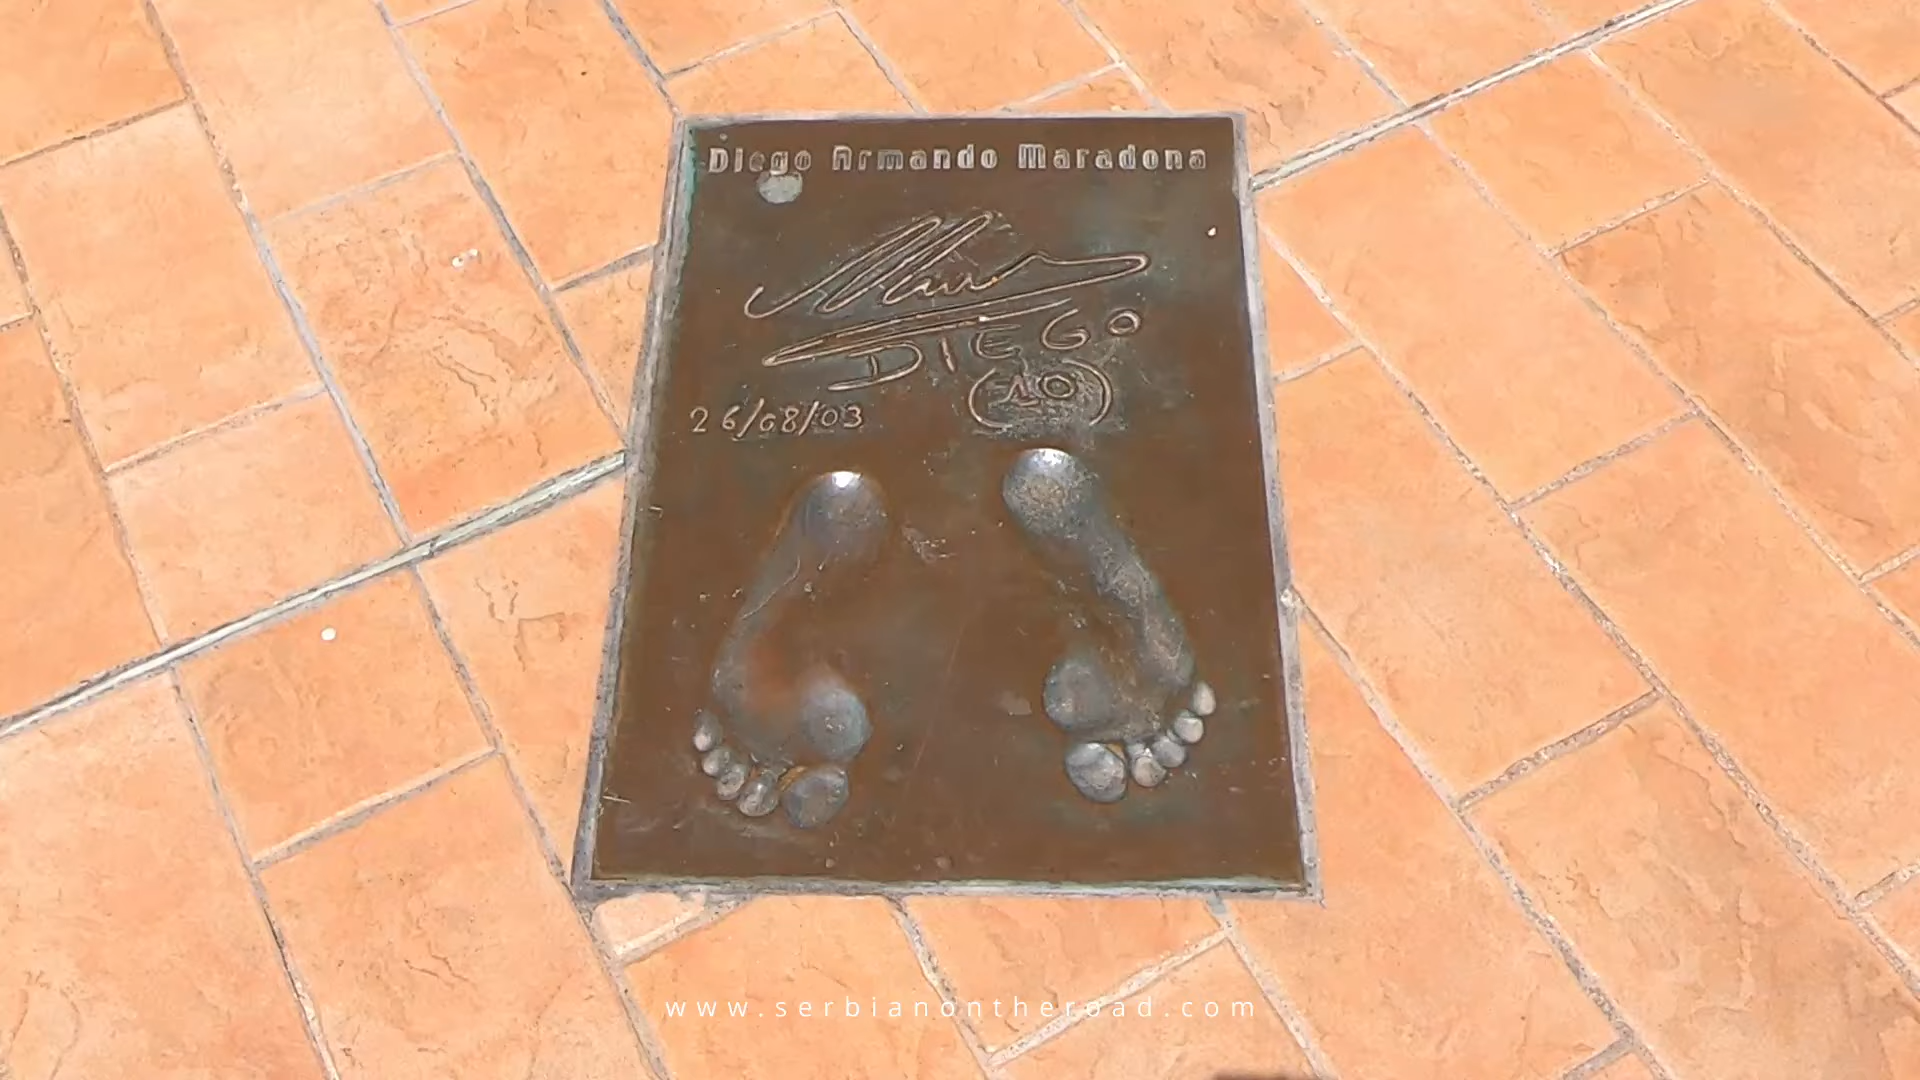 Diego Armando Maradona
DIEGO
(10)
26/08/03
www.serbianontheroad.com